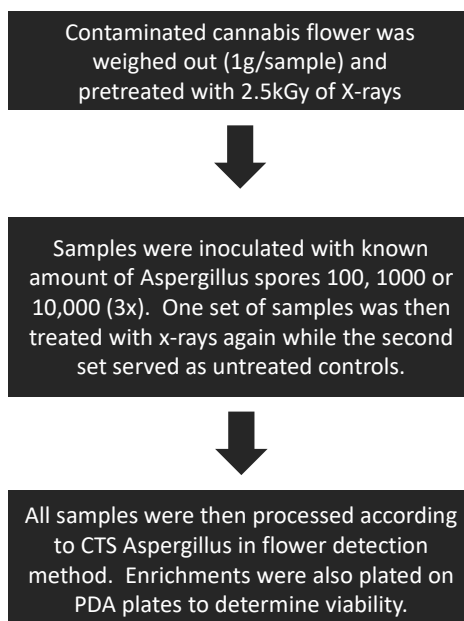 Contaminated cannabis flower was
weighed out (1g/sample) and
pretreated with 2.5kGy of X-rays
Samples were inoculated with known
amount of Aspergillus spores 100, 1000 or
10,000 (3x).  One set of samples was then
treated with x-rays again while the second
set served as untreated controls.
All samples were then processed according
to CTS Aspergillus in flower detection
method.  Enrichments were also plated on
PDA plates to determine viability.